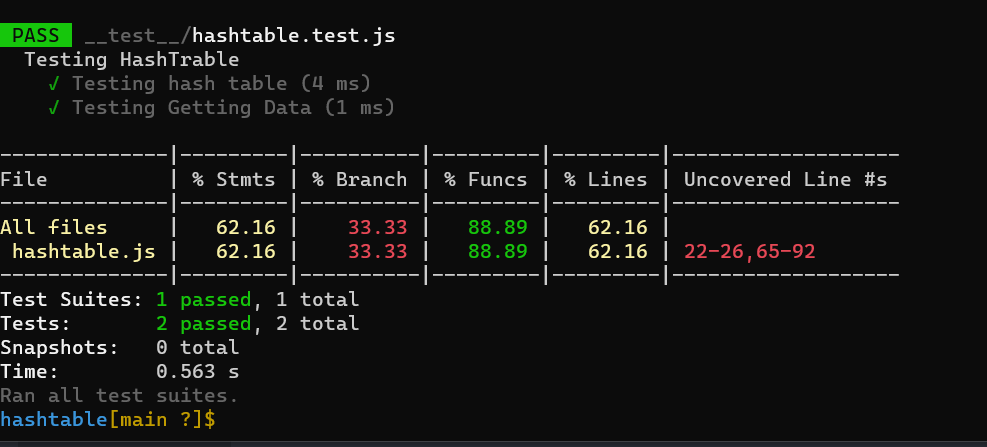 PASS __test__/hashtable.test.js
Testing HashTrable
√ Testing hash table (4 ms)
√ Testing Getting Data (1 ms)
--------------|---------|----------|---------|---------|-------------------
File          | % Stmts | % Branch | % Funcs | % Lines | Uncovered Line #s
--------------|---------|----------|---------|---------|-------------------
All files     |   62.16 |    33.33 |   88.89 |   62.16 |
 hashtable.js |   62.16 |    33.33 |   88.89 |   62.16 | 22-26,65-92
--------------|---------|----------|---------|---------|-------------------
Test Suites: 1 passed, 1 total
Tests:       2 passed, 2 total
Snapshots:   0 total
Time:        0.563 s
Ran all test suites.
hashtable[main ?]$